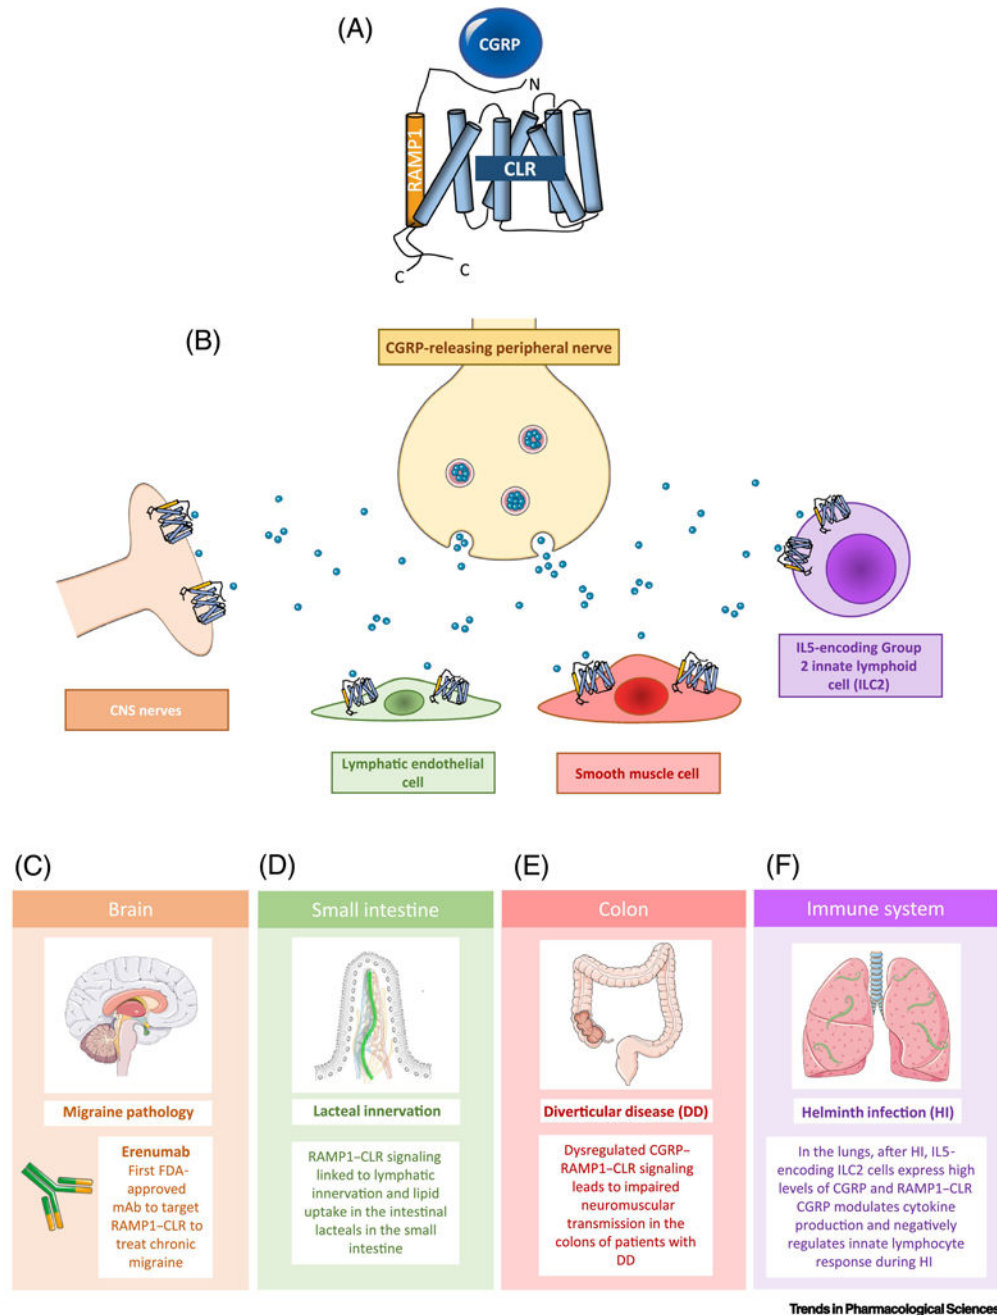 (A)
CGRP
N
RAMP1
CLR
C
C
(B)
CGRP-releasing peripheral nerve
CNS nerves
Lymphatic endothelial
cell
Smooth muscle cell
IL5-encoding Group
2 innate lymphoid
cell (ILC2)
(C)
Brain
Migraine pathology
Erenumab
First FDA-
approved
mAb to target
RAMP1–CLR to
treat chronic
migraine
(D)
Small intestine
Lacteal innervation
RAMP1–CLR signaling
linked to lymphatic
innervation and lipid
uptake in the intestinal
lacteals in the small
intestine
(E)
Colon
Diverticular disease (DD)
Dysregulated CGRP–
RAMP1–CLR signaling
leads to impaired
neuromuscular
transmission in the
colons of patients with
DD
(F)
Immune system
Helminth infection (HI)
In the lungs, after HI, IL5-
encoding ILC2 cells express high
levels of CGRP and RAMP1–CLR
CGRP modulates cytokine
production and negatively
regulates innate lymphocyte
response during HI
Trends in Pharmacological Sciences